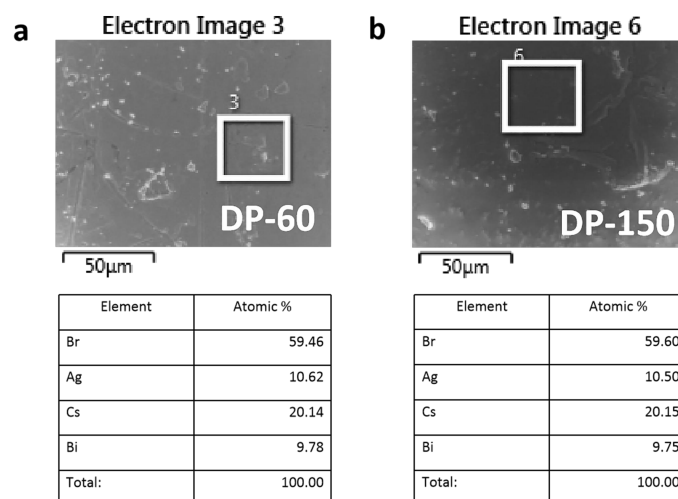 a
Electron Image 3
3
DP-60
50µm
Element Atomic %
Br 59.46
Ag 10.62
Cs 20.14
Bi 9.78
Total: 100.00
b
Electron Image 6
6
DP-150
50µm
Element Atomic %
Br 59.60
Ag 10.50
Cs 20.15
Bi 9.75
Total: 100.00